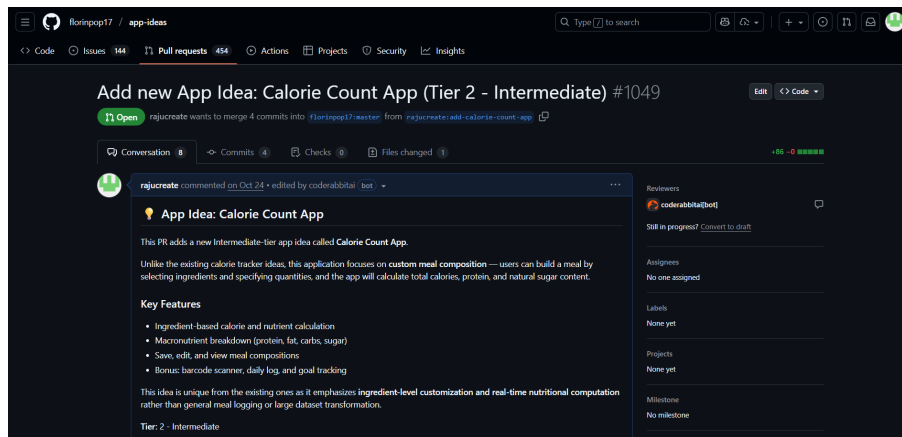 florinpop17 / app-ideas
Type / to search
Code Issues 144 Pull requests 454 Actions Projects Security Insights
Add new App Idea: Calorie Count App (Tier 2 - Intermediate) #1049
Edit <> Code
Open rajucreate wants to merge 4 commits into florinpop17:master from rajucreate:add-calorie-count-app
Conversation 8 Commits 4 Checks 0 Files changed 1 +86 −0
rajucreate commented on Oct 24 • edited by coderabbitai bot
💡 App Idea: Calorie Count App
This PR adds a new Intermediate-tier app idea called Calorie Count App.
Unlike the existing calorie tracker ideas, this application focuses on custom meal composition — users can build a meal by
selecting ingredients and specifying quantities, and the app will calculate total calories, protein, and natural sugar content.
Key Features
• Ingredient-based calorie and nutrient calculation
• Macronutrient breakdown (protein, fat, carbs, sugar)
• Save, edit, and view meal compositions
• Bonus: barcode scanner, daily log, and goal tracking
This idea is unique from the existing ones as it emphasizes ingredient-level customization and real-time nutritional computation
rather than general meal logging or large dataset transformation.
Tier: 2 - Intermediate
Reviewers
coderabbitai[bot]
Still in progress? Convert to draft
Assignees
No one assigned
Labels
None yet
Projects
None yet
Milestone
No milestone